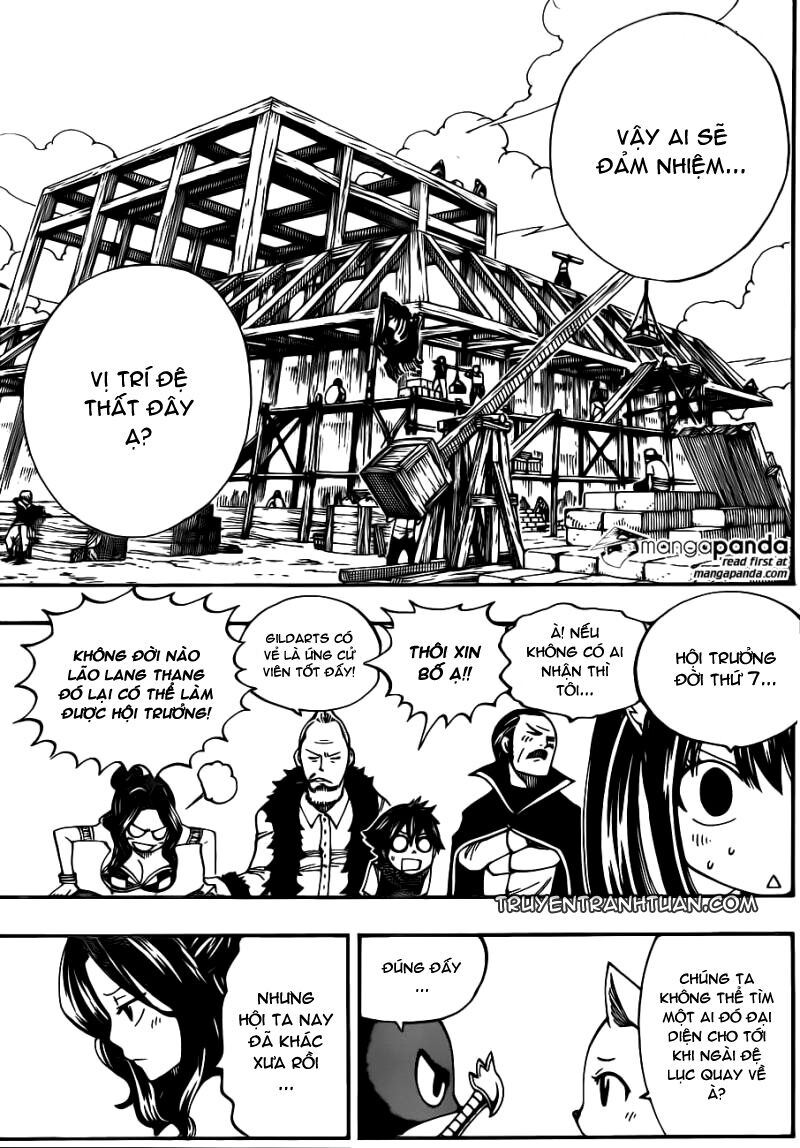 VẬY AI SẼ
ĐẢM NHIỆM...
VỊ TRÍ ĐỆ
THẤT ĐÂY
Ạ?
mangapanda
read first at
mangapanda.com
HỘI TRƯỞNG
ĐỜI THỨ 7...
À! NẾU
KHÔNG CÓ AI
NHẬN THÌ
TÔI...
THÔI XIN
BỐ Ạ!!
GILDARTS CÓ
VẺ LÀ ỨNG CỬ
VIÊN TỐT ĐẤY!
KHÔNG ĐỜI NÀO
LÃO LANG THANG
ĐÓ LẠI CÓ THỂ LÀM
ĐƯỢC HỘI TRƯỞNG!
TRUYENTRANHTUAN.COM
CHÚNG TA
KHÔNG THỂ TÌM
MỘT AI ĐÓ ĐẠI
DIỆN CHO TỚI
KHI NGÀI ĐỆ
LỤC QUAY VỀ
À?
ĐÚNG ĐẤY
...
NHƯNG
HỘI TA NAY
ĐÃ KHÁC
XƯA RỒI
...